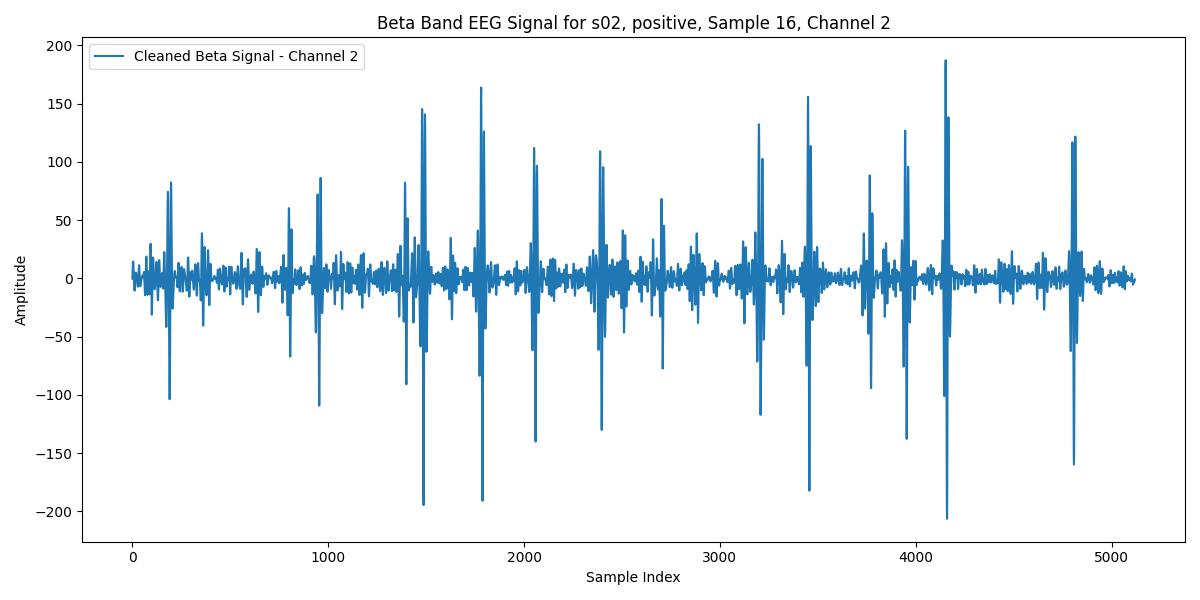 Beta Band EEG Signal for s02, positive, Sample 16, Channel 2
Cleaned Beta Signal - Channel 2
200
150
100
50
0
−50
−100
−150
−200
Amplitude
0 1000 2000 3000 4000 5000
Sample Index